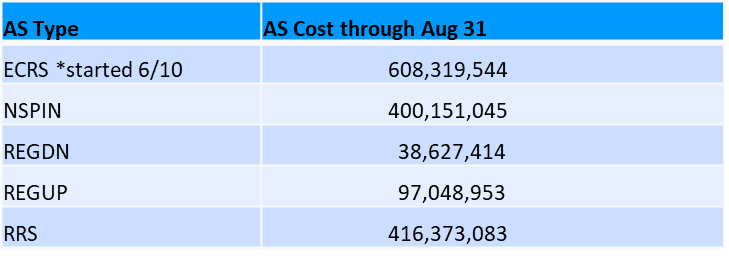 AS Type AS Cost through Aug 31
ECRS *started 6/10 608,319,544
NSPIN 400,151,045
REGDN 38,627,414
REGUP 97,048,953
RRS 416,373,083